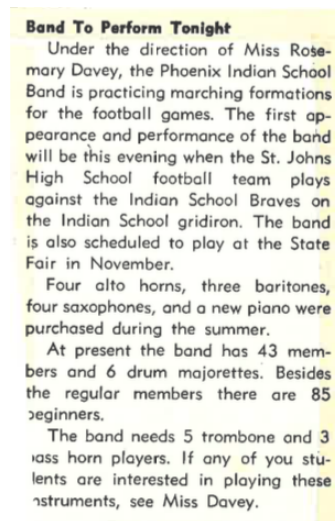 Band To Perform Tonight
Under the direction of Miss Rose-
mary Davey, the Phoenix Indian School
Band is practicing marching formations
for the football games. The first ap-
pearance and performance of the band
will be this evening when the St. Johns
High School football team plays
against the Indian School Braves on
the Indian School gridiron. The band
is also scheduled to play at the State
Fair in November.
Four alto horns, three baritones,
four saxophones, and a new piano were
purchased during the summer.
At present the band has 43 mem-
bers and 6 drum majorettes. Besides
the regular members there are 85
beginners.
The band needs 5 trombone and 3
bass horn players. If any of you stu-
dents are interested in playing these
instruments, see Miss Davey.